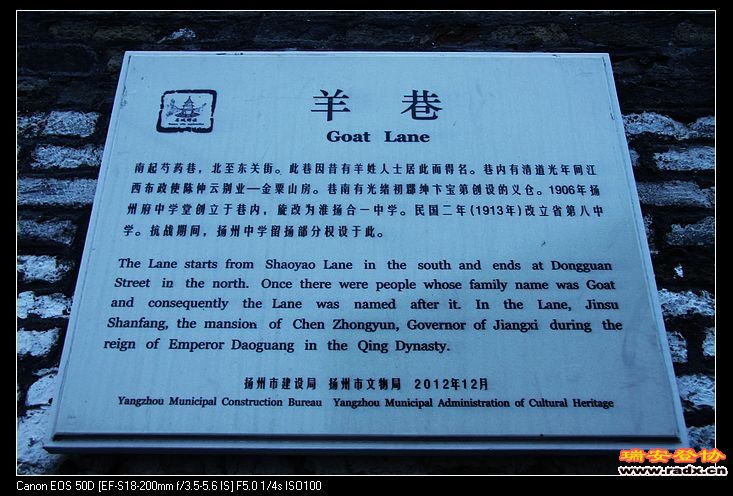 瑞安登协
www.radx.cn
羊巷
Goat Lane
南起芍药巷，北至东关街。此巷因昔有羊姓人士居此而得名。巷内有清道光年间江
西布政使陈仲云别业—金粟山房。巷南有光绪初郡绅卞宝第创设的义仓。1906年扬
州府中学堂创立于巷内，旋改为淮扬合一中学。民国二年(1913年)改立省第八中
学。抗战期间，扬州中学留扬部分权设于此。
The Lane starts from Shaoyao Lane in the south and ends at Dongguan
Street in the north. Once there were people whose family name was Goat
and consequently the Lane was named after it. In the Lane, Jinsu
Shanfang, the mansion of Chen Zhongyun, Governor of Jiangxi during the
reign of Emperor Daoguang in the Qing Dynasty.
扬州市建设局 扬州市文物局 2012年12月
Yangzhou Municipal Construction Bureau Yangzhou Municipal Administration of Cultural Heritage
瑞安登协
www.radx.cn
Canon EOS 50D [EF-S18-200mm f/3.5-5.6 IS] F5.0 1/4s ISO100